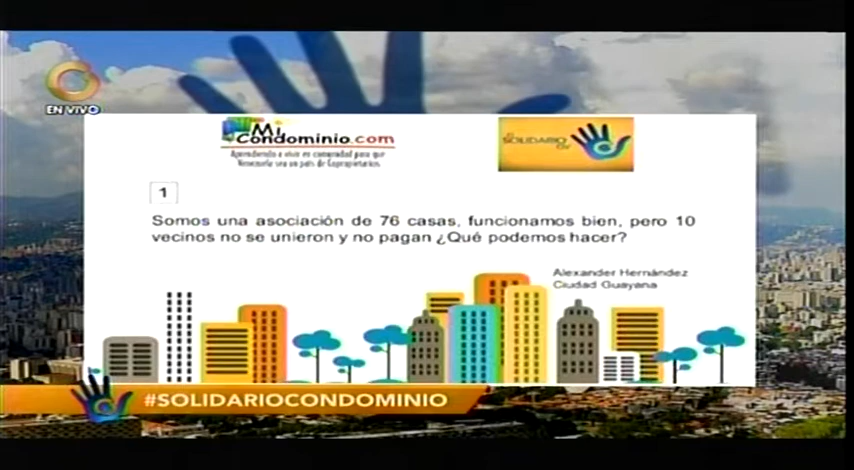 EN VIVO
Mi
Condominio.com
Aprendiendo a vivir en comunidad para que
Venezuela sea un país de Copropietarios.
SOLIDARIO
1
Somos una asociación de 76 casas, funcionamos bien, pero 10
vecinos no se unieron y no pagan ¿Qué podemos hacer?
Alexander Hernández
Ciudad Guayana
#SOLIDARIOCONDOMINIO